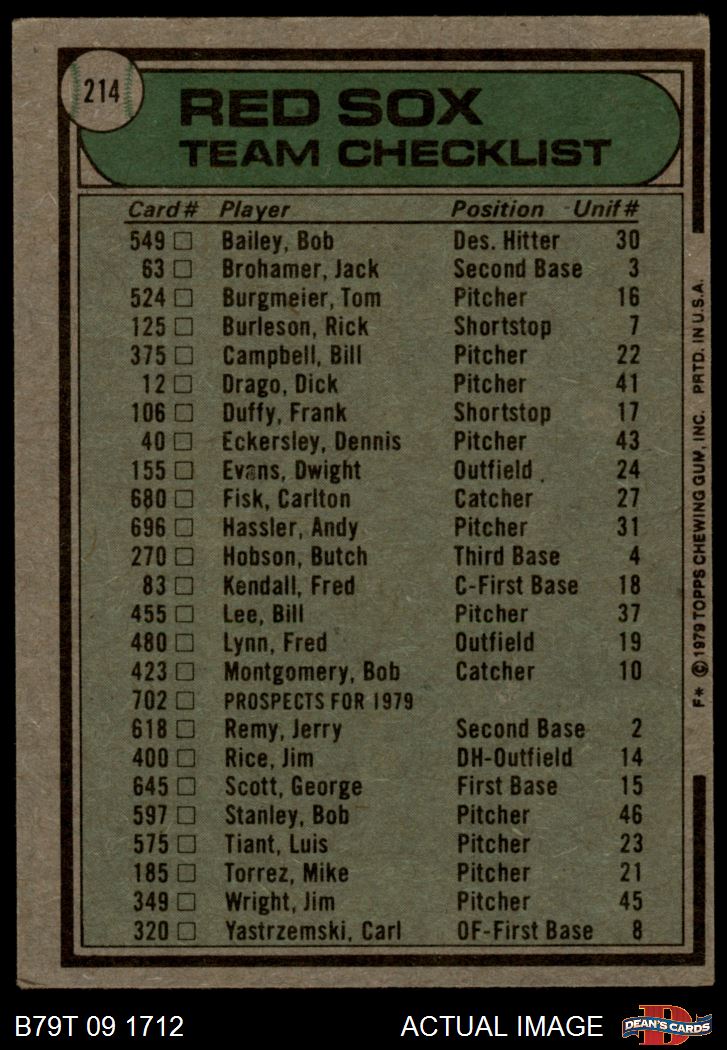 214
RED SOX
TEAM CHECKLIST
Card # Player Position Unif #
549 Bailey, Bob Des. Hitter 30
63 Brohamer, Jack Second Base 3
524 Burgmeier, Tom Pitcher 16
125 Burleson, Rick Shortstop 7
375 Campbell, Bill Pitcher 22
12 Drago, Dick Pitcher 41
106 Duffy, Frank Shortstop 17
40 Eckersley, Dennis Pitcher 43
155 Evans, Dwight Outfield 24
680 Fisk, Carlton Catcher 27
696 Hassler, Andy Pitcher 31
270 Hobson, Butch Third Base 4
83 Kendall, Fred C-First Base 18
455 Lee, Bill Pitcher 37
480 Lynn, Fred Outfield 19
423 Montgomery, Bob Catcher 10
702 PROSPECTS FOR 1979
618 Remy, Jerry Second Base 2
400 Rice, Jim DH-Outfield 14
645 Scott, George First Base 15
597 Stanley, Bob Pitcher 46
575 Tiant, Luis Pitcher 23
185 Torrez, Mike Pitcher 21
349 Wright, Jim Pitcher 45
320 Yastrzemski, Carl OF-First Base 8
F* © 1979 TOPPS CHEWING GUM, INC. PRTD. IN U.S.A.
B79T 09 1712 ACTUAL IMAGE
D
DEAN'S CARDS